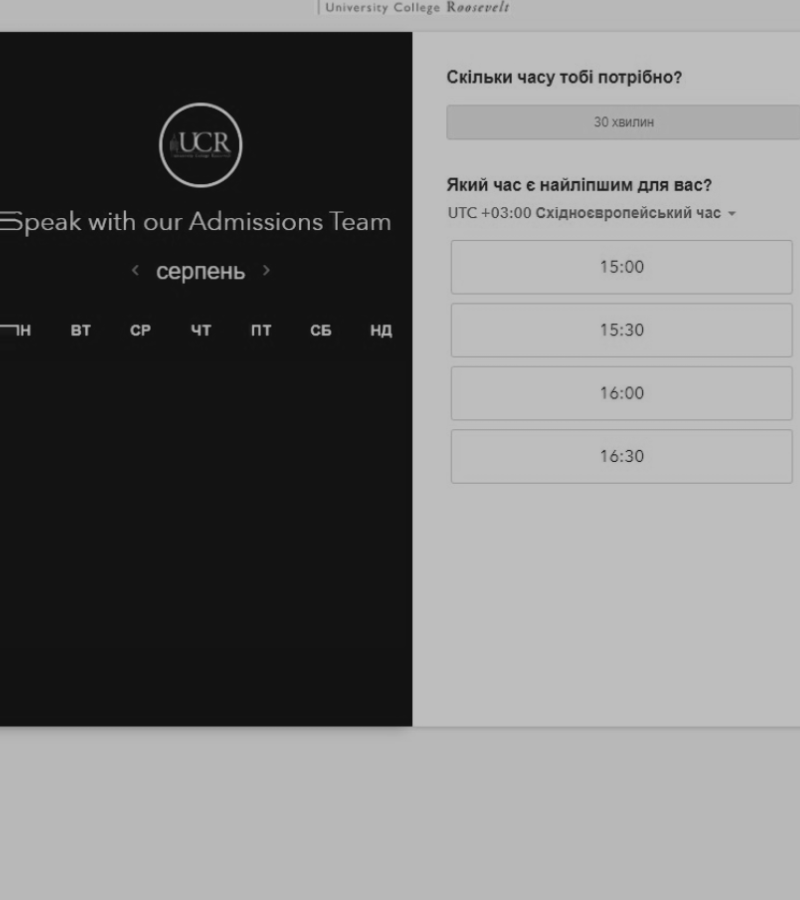 University College Roosevelt
UCR
Speak with our Admissions Team
серпень
ПН ВТ СР ЧТ ПТ СБ НД
Скільки часу тобі потрібно?
30 хвилин
Який час є найліпшим для вас?
UTC +03:00 Східноєвропейський час
15:00
15:30
16:00
16:30